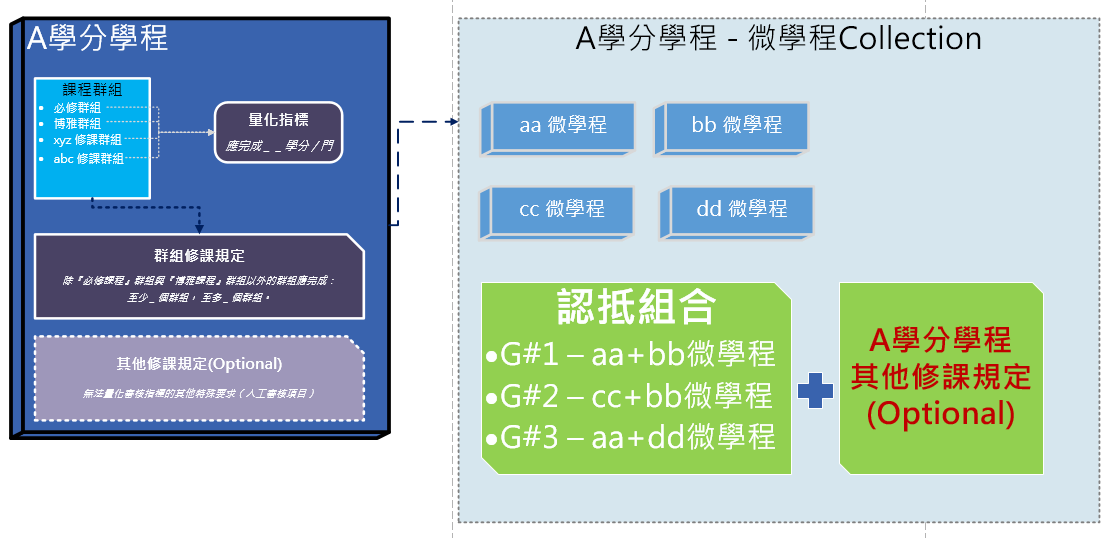 A學分學程
課程群組
• 必修群組
• 博雅群組
• xyz 修課群組
• abc 修課群組
量化指標
應完成_ _學分/門
群組修課規定
除『必修課程』群組與『博雅課程』群組以外的群組應完成：
至少_個群組， 至多_個群組。
其他修課規定(Optional)
無法量化審核指標的其他特殊要求（人工審核項目）
A學分學程 - 微學程Collection
aa 微學程
bb 微學程
cc 微學程
dd 微學程
認抵組合
•G#1 – aa+bb微學程
•G#2 – cc+bb微學程
•G#3 – aa+dd微學程
A學分學程
其他修課規定
(Optional)